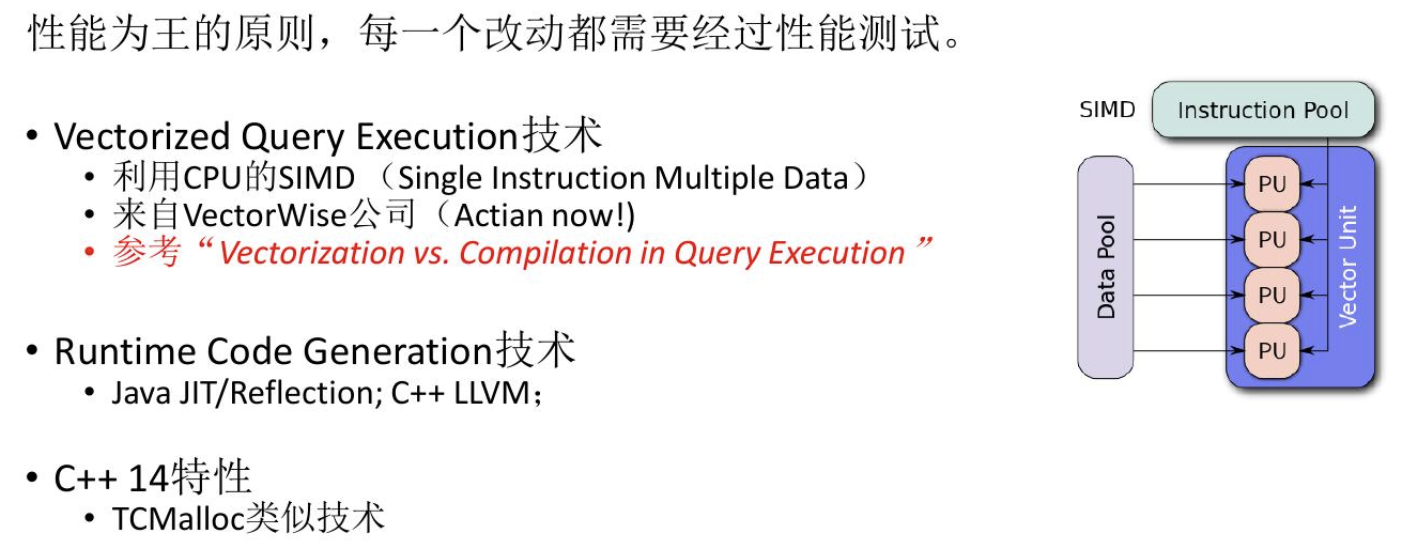 性能为王的原则，每一个改动都需要经过性能测试。
• Vectorized Query Execution技术
• 利用CPU的SIMD （Single Instruction Multiple Data）
• 来自VectorWise公司（Actian now!)
• 参考“Vectorization vs. Compilation in Query Execution ”
• Runtime Code Generation技术
• Java JIT/Reflection; C++ LLVM；
• C++ 14特性
• TCMalloc类似技术
SIMD
Instruction Pool
Data Pool
PU
PU
PU
PU
Vector Unit